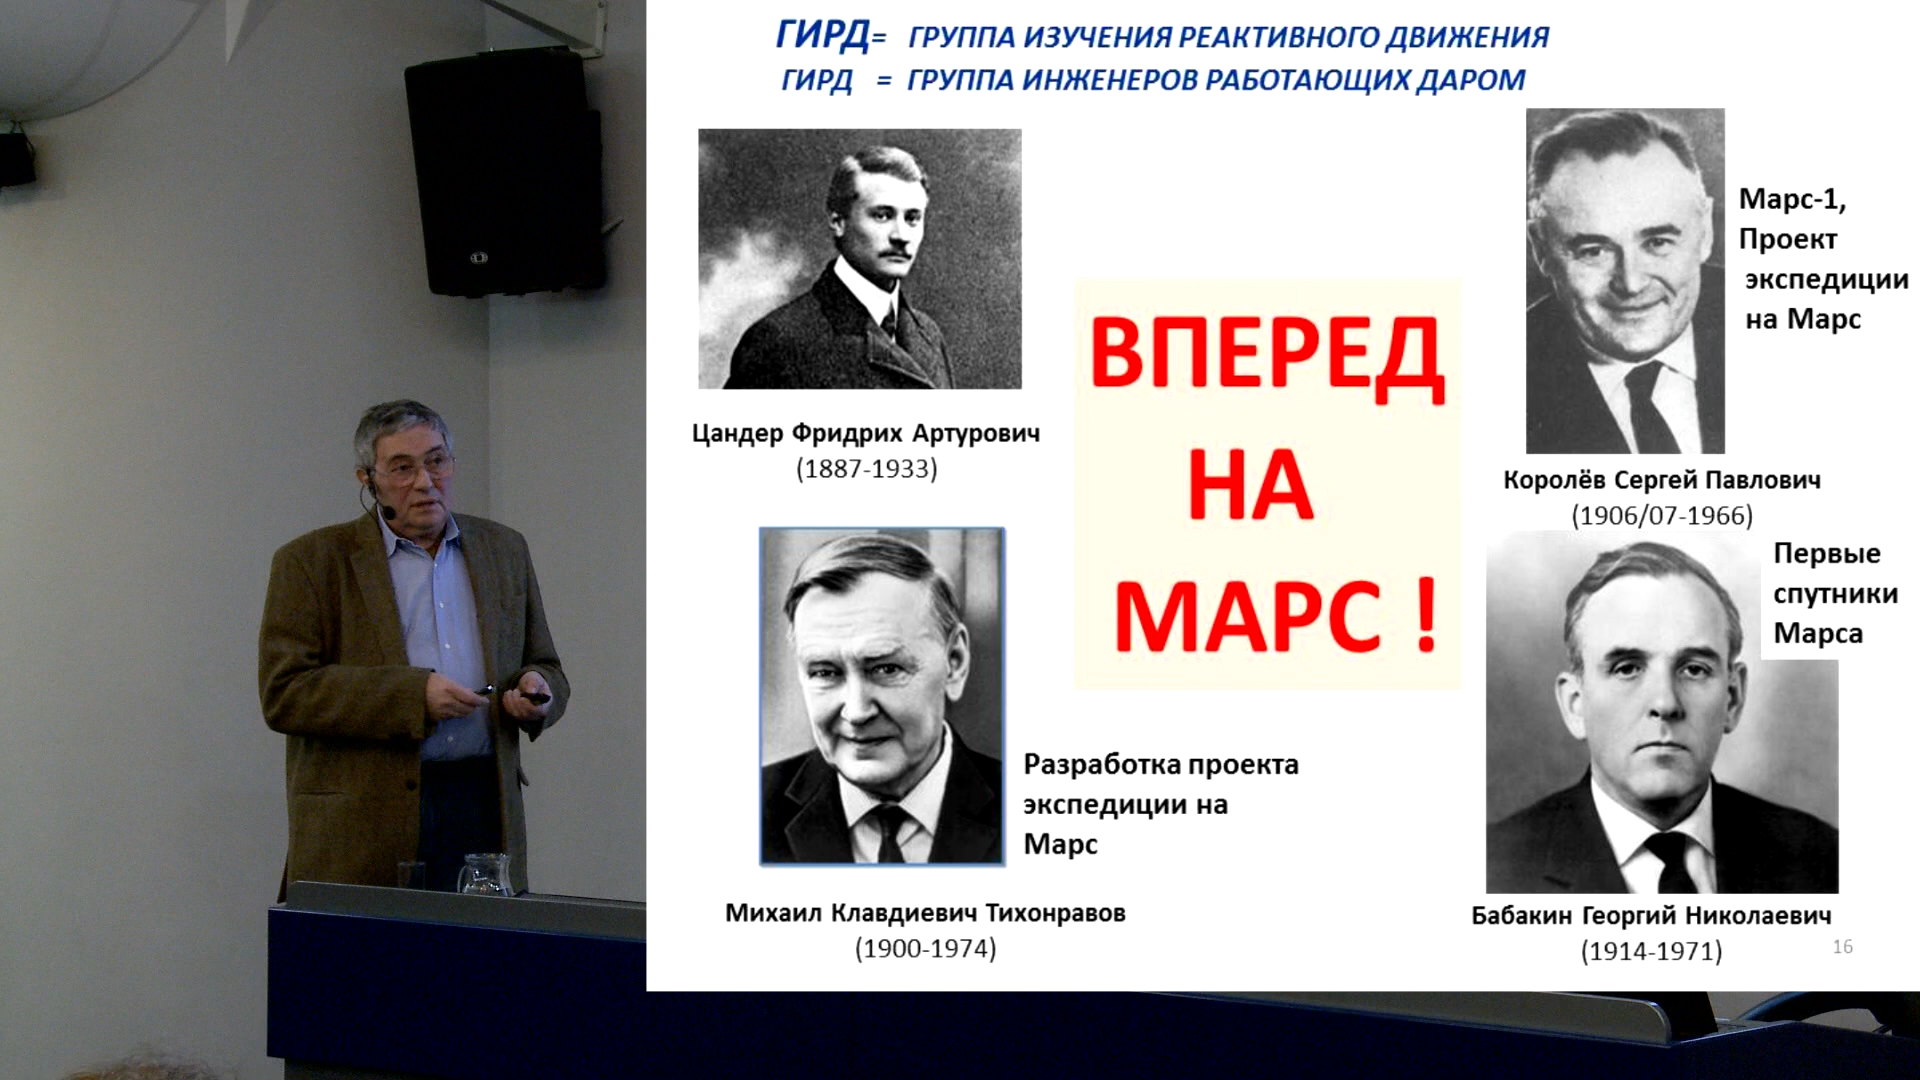 ГИРД= ГРУППА ИЗУЧЕНИЯ РЕАКТИВНОГО ДВИЖЕНИЯ
ГИРД = ГРУППА ИНЖЕНЕРОВ РАБОТАЮЩИХ ДАРОМ
Цандер Фридрих Артурович
(1887-1933)
ВПЕРЕД
НА
МАРС !
Марс-1,
Проект
экспедиции
на Марс
Королёв Сергей Павлович
(1906/07-1966)
Разработка проекта
экспедиции на
Марс
Михаил Клавдиевич Тихонравов
(1900-1974)
Первые
спутники
Марса
Бабакин Георгий Николаевич
(1914-1971)
16